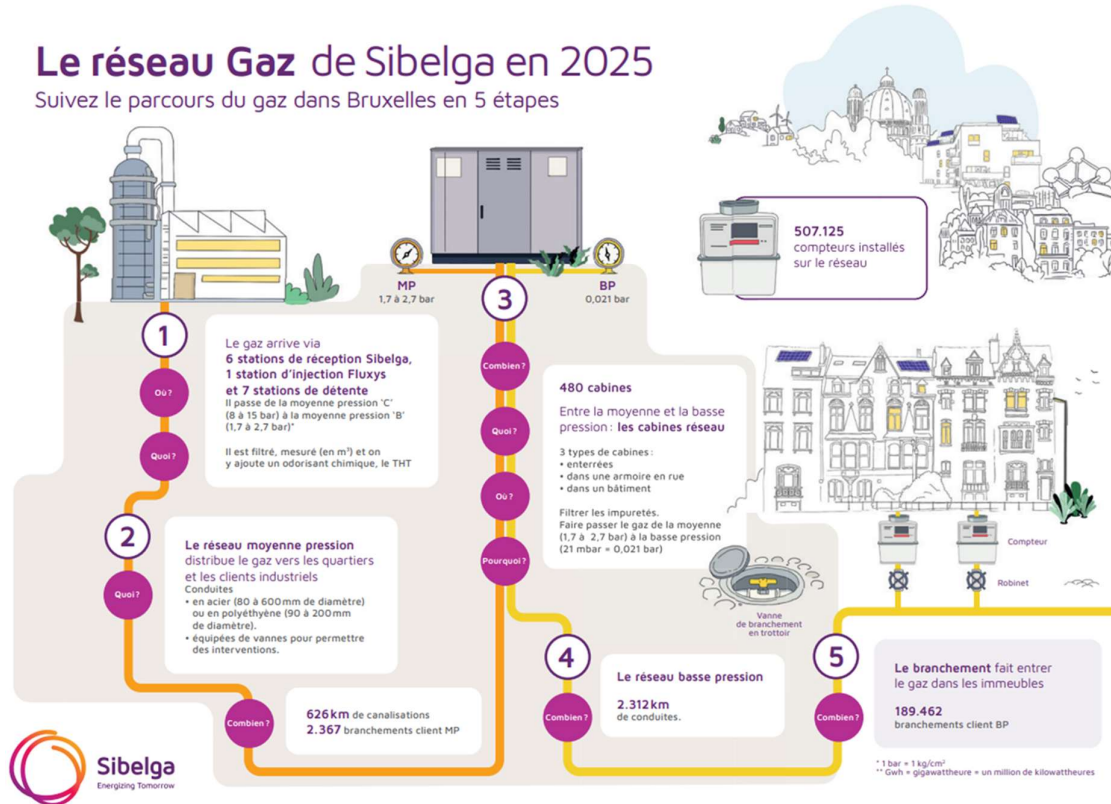 Le réseau Gaz de Sibelga en 2025
Suivez le parcours du gaz dans Bruxelles en 5 étapes
507.125
compteurs installés
sur le réseau
MP
1,7 à 2,7 bar
BP
0,021 bar
1
Où ?
Quoi ?
Le gaz arrive via
6 stations de réception Sibelga,
1 station d'injection Fluxys
et 7 stations de détente
Il passe de la moyenne pression 'C'
(8 à 15 bar) à la moyenne pression 'B'
(1,7 à 2,7 bar)*
Il est filtré, mesuré (en m³) et on
y ajoute un odorisant chimique, le THT
2
Quoi ?
Le réseau moyenne pression
distribue le gaz vers les quartiers
et les clients industriels
Conduites
• en acier (80 à 600 mm de diamètre)
ou en polyéthyène (90 à 200 mm
de diamètre).
• équipées de vannes pour permettre
des interventions.
Combien ?
626 km de canalisations
2.367 branchements client MP
3
Combien ?
Quoi ?
Où ?
Pourquoi ?
480 cabines
Entre la moyenne et la basse
pression : les cabines réseau
3 types de cabines :
• enterrées
• dans une armoire en rue
• dans un bâtiment
Filtrer les impuretés.
Faire passer le gaz de la moyenne
(1,7 à 2,7 bar) à la basse pression
(21 mbar = 0,021 bar)
Vanne
de branchement
en trottoir
Compteur
Robinet
4
Combien ?
Le réseau basse pression
2.312 km
de conduites.
5
Combien ?
Le branchement fait entrer
le gaz dans les immeubles
189.462
branchements client BP
* 1 bar = 1 kg/cm²
** Gwh = gigawattheure = un million de kilowattheures
Sibelga
Energizing Tomorrow